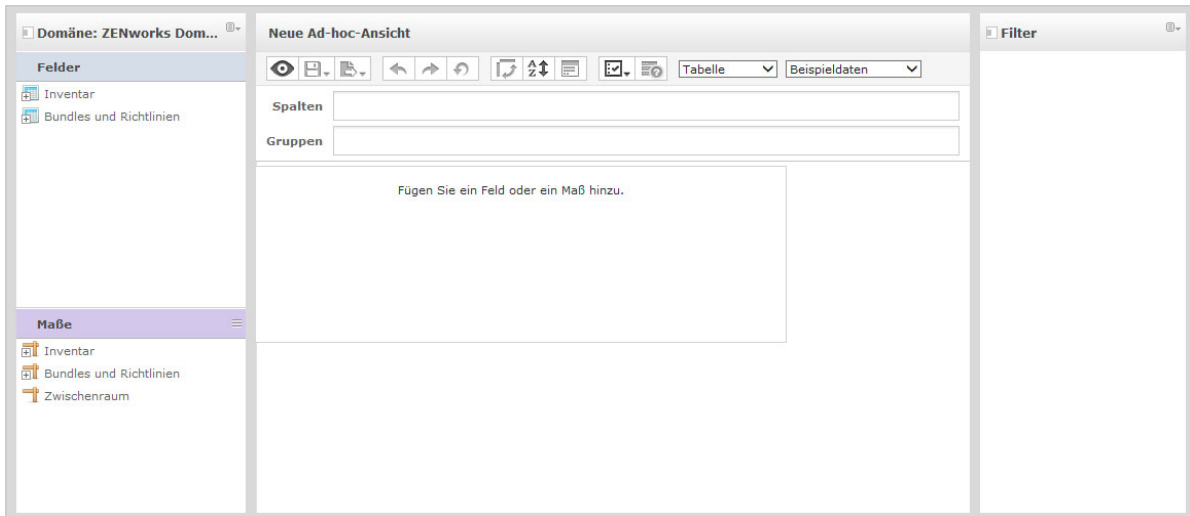 Domäne: ZENworks Dom...
Felder
Inventar
Bundles und Richtlinien
Maße
Inventar
Bundles und Richtlinien
Zwischenraum
Neue Ad-hoc-Ansicht
Tabelle Beispieldaten
Spalten
Gruppen
Fügen Sie ein Feld oder ein Maß hinzu.
Filter